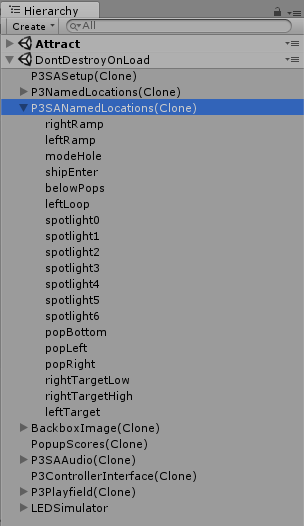 Hierarchy
Create All
Attract
DontDestroyOnLoad
P3SASetup(Clone)
P3NamedLocations(Clone)
P3SANamedLocations(Clone)
rightRamp
leftRamp
modeHole
shipEnter
belowPops
leftLoop
spotlight0
spotlight1
spotlight2
spotlight3
spotlight4
spotlight5
spotlight6
popBottom
popLeft
popRight
rightTargetLow
rightTargetHigh
leftTarget
BackboxImage(Clone)
PopupScores(Clone)
P3SAAudio(Clone)
P3ControllerInterface(Clone)
P3Playfield(Clone)
LEDSimulator